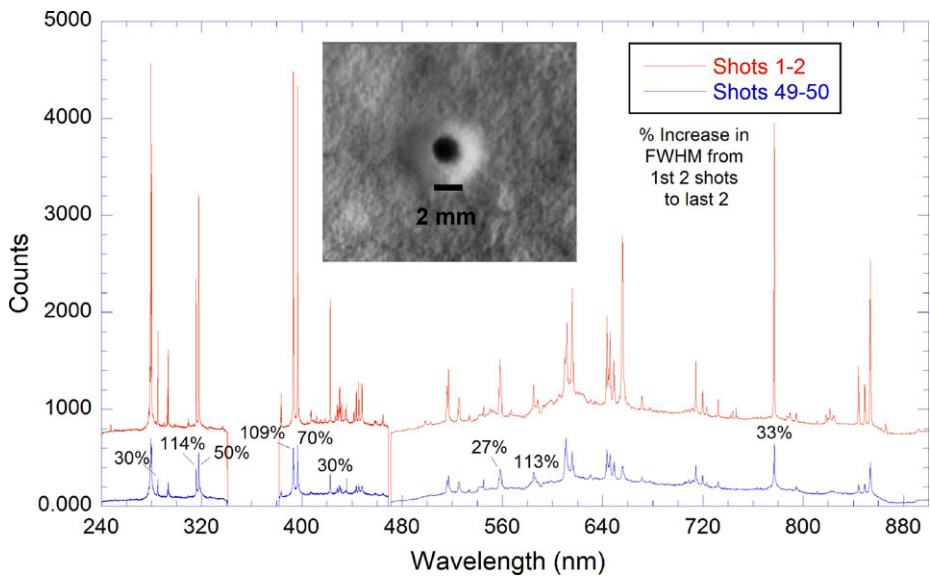 5000
4000
3000
2000
1000
0.000
Counts
Shots 1-2
Shots 49-50
% Increase in
FWHM from
1st 2 shots
to last 2
2 mm
30%
114%
50%
109%
70%
30%
27%
113%
33%
240 320 400 480 560 640 720 800 880
Wavelength (nm)